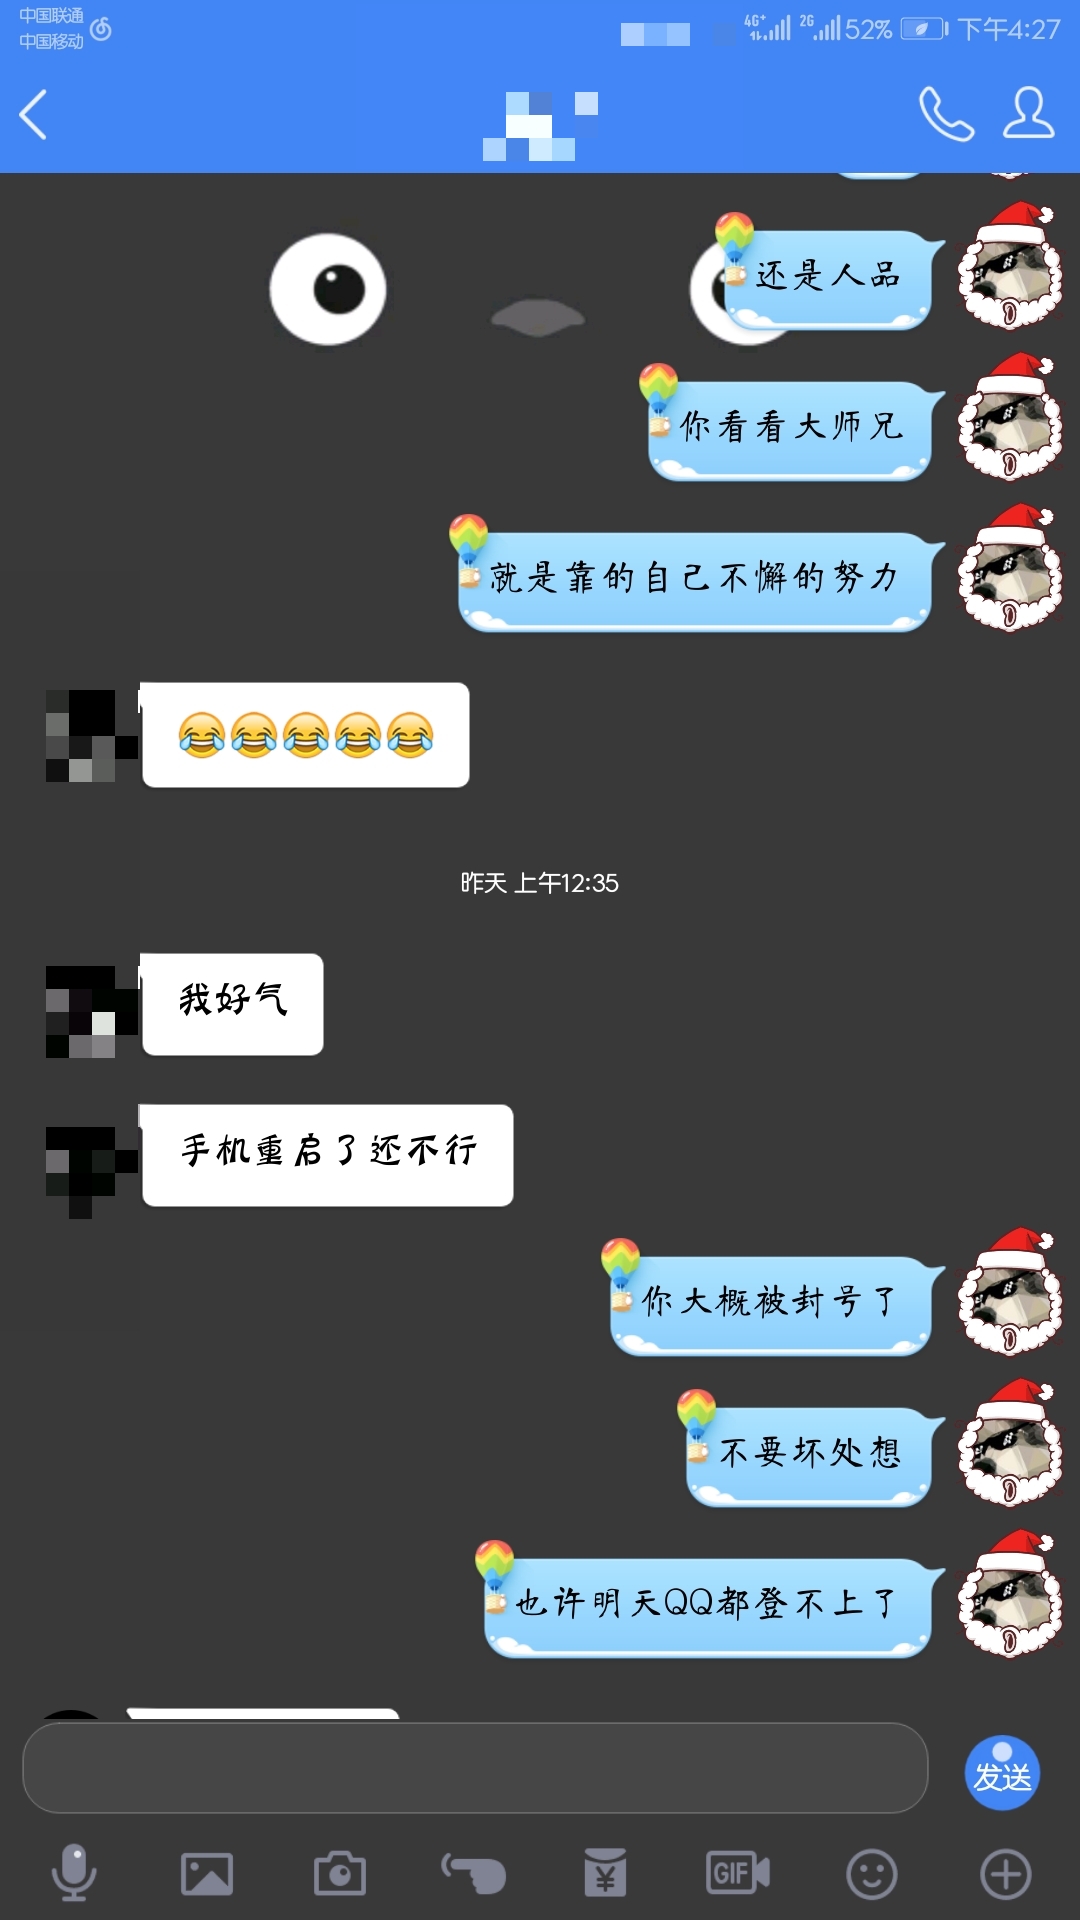 中国联通
中国移动
4G+
2G
52%
下午4:27
还是人品
你看看大师兄
就是靠的自己不懈的努力
昨天 上午12:35
我好气
手机重启了还不行
你大概被封号了
不要坏处想
也许明天QQ都登不上了
发送
¥
GIF